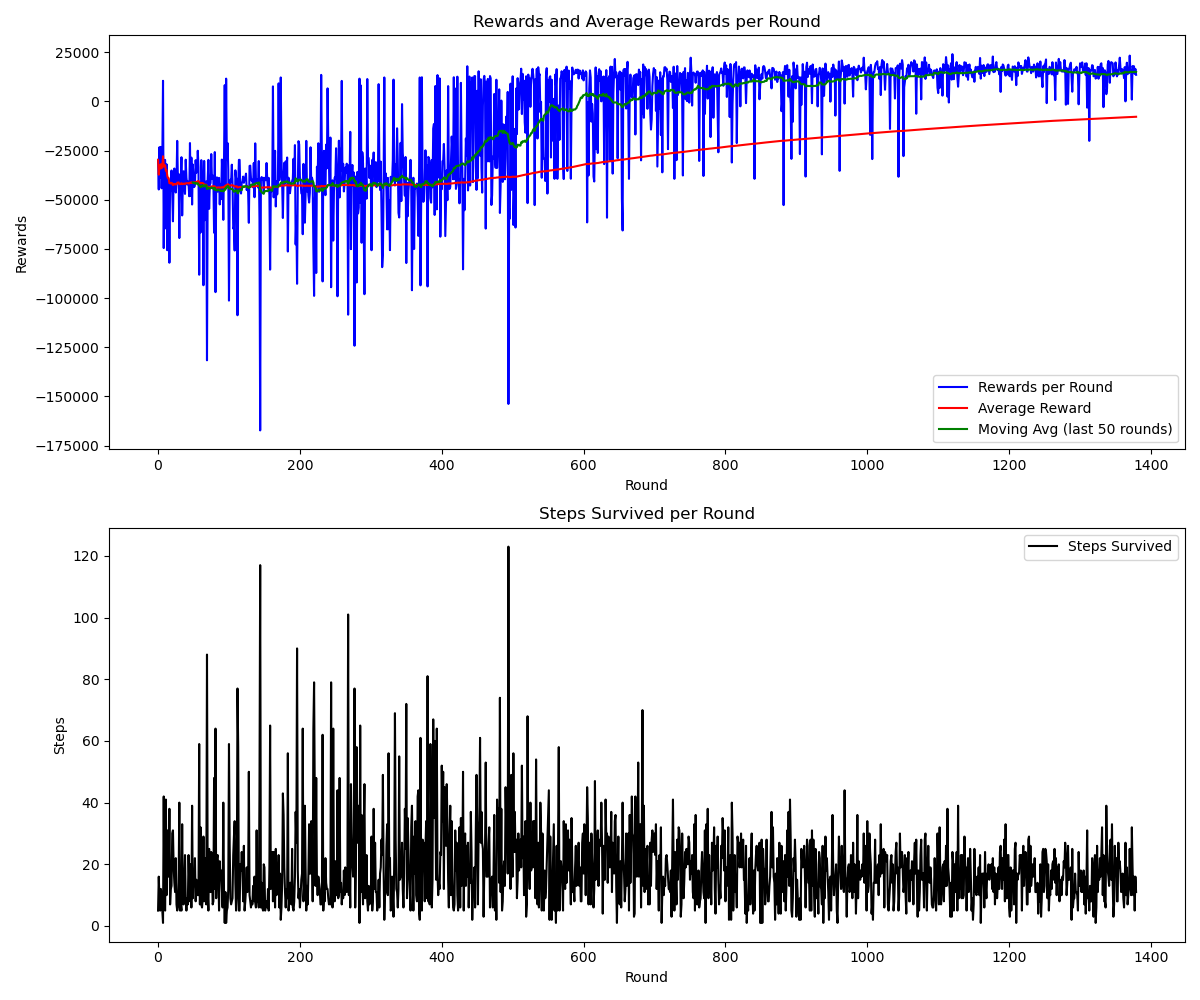 Rewards and Average Rewards per Round
25000
0
−25000
−50000
−75000
−100000
−125000
−150000
−175000
Rewards
Rewards per Round
Average Reward
Moving Avg (last 50 rounds)
0 200 400 600 800 1000 1200 1400
Round
Steps Survived per Round
120
100
80
60
40
20
0
Steps
Steps Survived
0 200 400 600 800 1000 1200 1400
Round